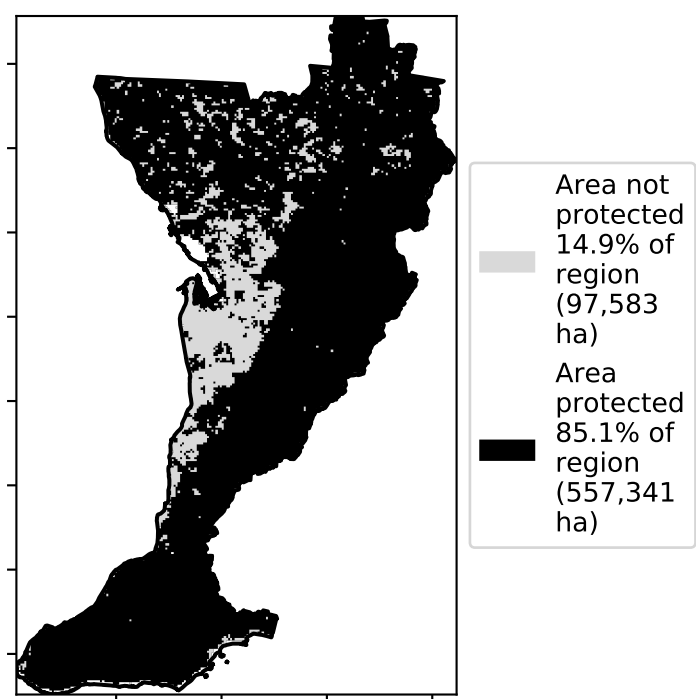 Area not
protected
14.9% of
region
(97,583
ha)
Area
protected
85.1% of
region
(557,341
ha)